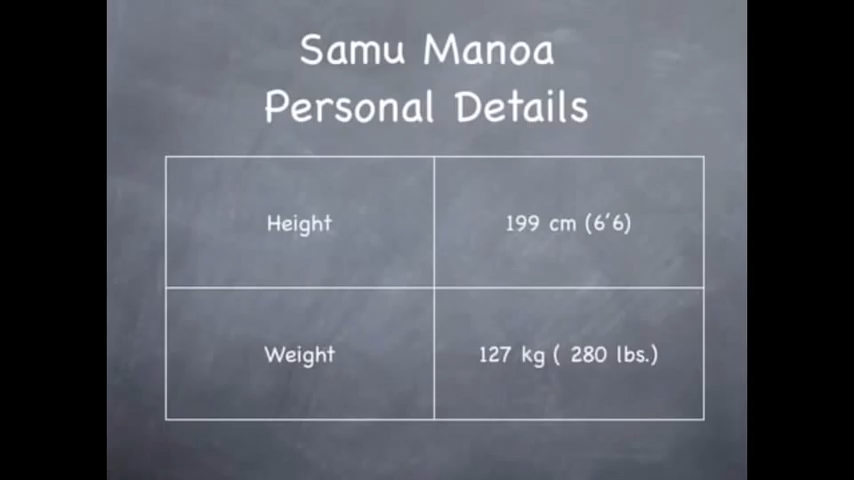 Samu Manoa
Personal Details
Height
199 cm (6'6)
Weight
127 kg ( 280 lbs.)